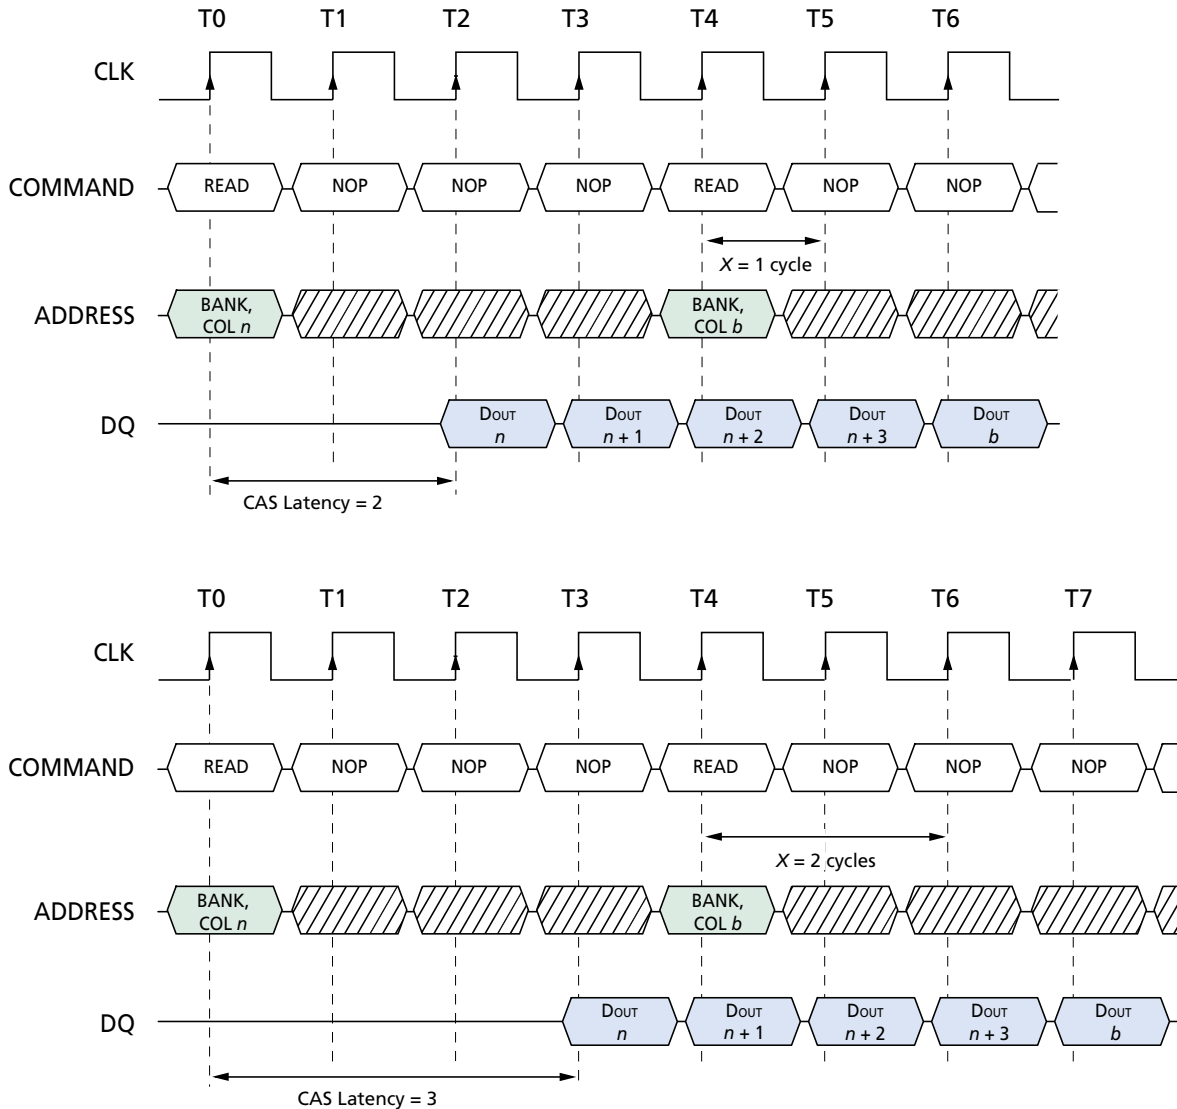 T0 T1 T2 T3 T4 T5 T6
CLK
COMMAND READ NOP NOP NOP READ NOP NOP
X = 1 cycle
ADDRESS BANK, COL n BANK, COL b
DQ DOUT n DOUT n + 1 DOUT n + 2 DOUT n + 3 DOUT b
CAS Latency = 2
T0 T1 T2 T3 T4 T5 T6 T7
CLK
COMMAND READ NOP NOP NOP READ NOP NOP NOP
X = 2 cycles
ADDRESS BANK, COL n BANK, COL b
DQ DOUT n DOUT n + 1 DOUT n + 2 DOUT n + 3 DOUT b
CAS Latency = 3